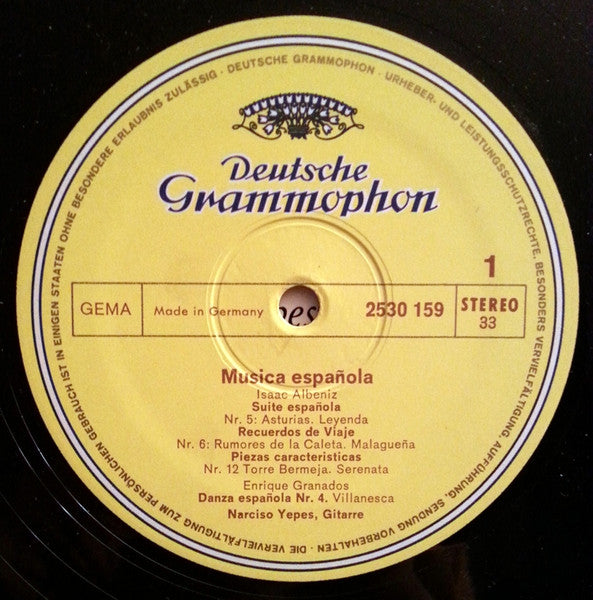 DIE VERVIELFÄLTIGUNG ZUM PERSÖNLICHEN GEBRAUCH IST IN EINIGEN STAATEN OHNE BESONDERE ERLAUBNIS ZULÄSSIG · DEUTSCHE GRAMMOPHON · URHEBER- UND LEISTUNGSSCHUTZRECHTE, BESONDERS VERVIELFÄLTIGUNG, AUFFÜHRUNG, SENDUNG VORBEHALTEN ·
Deutsche
Grammophon
1
GEMA Made in Germany 2530 159 STEREO
33
Musica española
Isaac Albeniz
Suite española
Nr. 5: Asturias. Leyenda
Recuerdos de Viaje
Nr. 6: Rumores de la Caleta. Malagueña
Piezas caracteristicas
Nr. 12 Torre Bermeja. Serenata
Enrique Granados
Danza española Nr. 4. Villanesca
Narciso Yepes, Gitarre